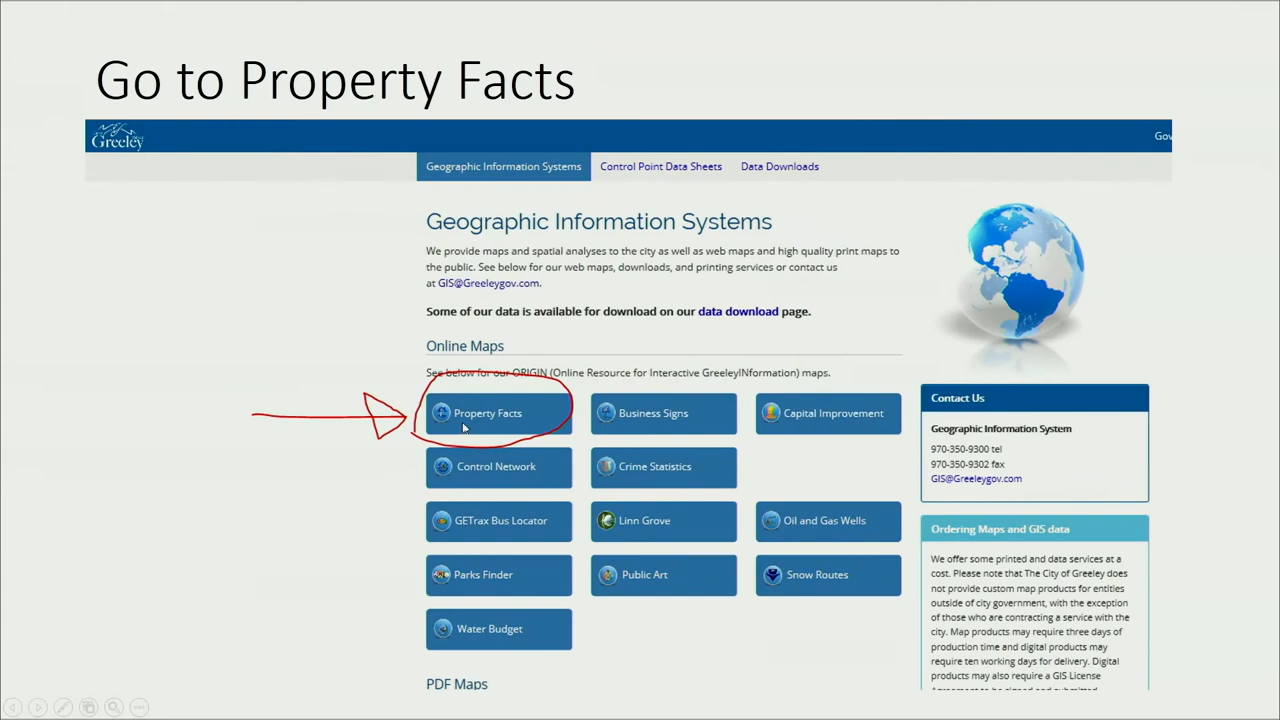 Go to Property Facts
Greeley
Gov
Geographic Information Systems
Control Point Data Sheets
Data Downloads
Geographic Information Systems
We provide maps and spatial analyses to the city as well as web maps and high quality print maps to
the public. See below for our web maps, downloads, and printing services or contact us
at GIS@Greeleygov.com.
Some of our data is available for download on our data download page.
Online Maps
See below for our ORIGIN (Online Resource for Interactive GreeleyINformation) maps.
Property Facts
Business Signs
Capital Improvement
Control Network
Crime Statistics
GETrax Bus Locator
Linn Grove
Oil and Gas Wells
Parks Finder
Public Art
Snow Routes
Water Budget
PDF Maps
Contact Us
Geographic Information System
970-350-9300 tel
970-350-9302 fax
GIS@Greeleygov.com
Ordering Maps and GIS data
We offer some printed and data services at a
cost. Please note that The City of Greeley does
not provide custom map products for entities
outside of city government, with the exception
of those who are contracting a service with the
city. Map products may require three days of
production time and digital products may
require ten working days for delivery. Digital
products may also require a GIS License
Agreement to be signed and submitted